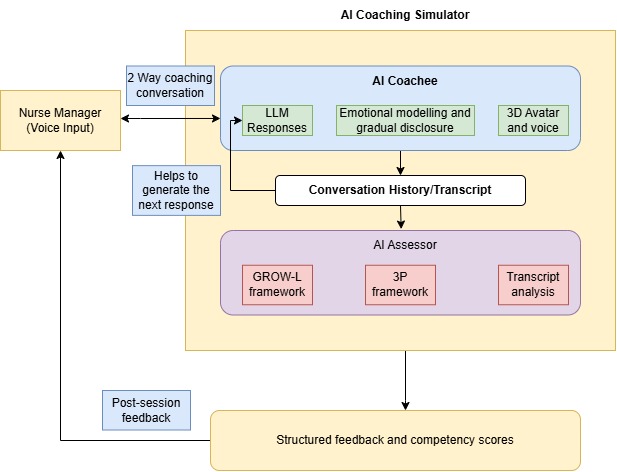 AI Coaching Simulator
2 Way coaching
conversation
AI Coachee
Nurse Manager
(Voice Input)
LLM
Responses
Emotional modelling and
gradual disclosure
3D Avatar
and voice
Helps to
generate the
next response
Conversation History/Transcript
AI Assessor
GROW-L
framework
3P
framework
Transcript
analysis
Post-session
feedback
Structured feedback and competency scores